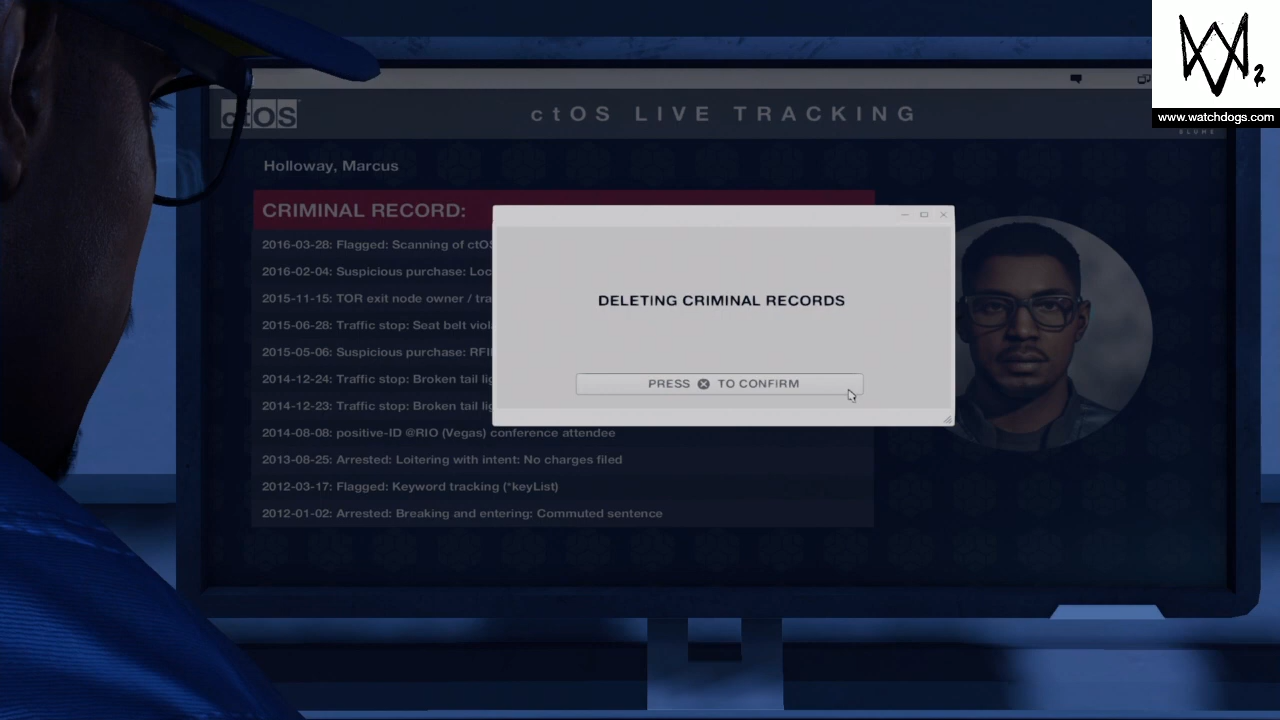 2
www.watchdogs.com
ctOS
ctOS LIVE TRACKING
BLUME
Holloway, Marcus
CRIMINAL RECORD:
2016-03-28: Flagged: Scanning of ctOS
2016-02-04: Suspicious purchase: Loc
2015-11-15: TOR exit node owner / tra
2015-06-28: Traffic stop: Seat belt viol
2015-05-06: Suspicious purchase: RFI
2014-12-24: Traffic stop: Broken tail lig
2014-12-23: Traffic stop: Broken tail lig
2014-08-08: positive-ID @RIO (Vegas) conference attendee
2013-08-25: Arrested: Loitering with intent: No charges filed
2012-03-17: Flagged: Keyword tracking (*keyList)
2012-01-02: Arrested: Breaking and entering: Commuted sentence
DELETING CRIMINAL RECORDS
PRESS ⓧ TO CONFIRM